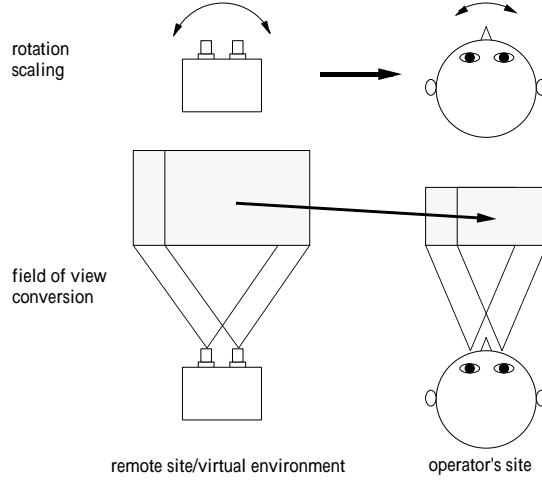 rotation
scaling
field of view
conversion
remote site/virtual environment
operator's site